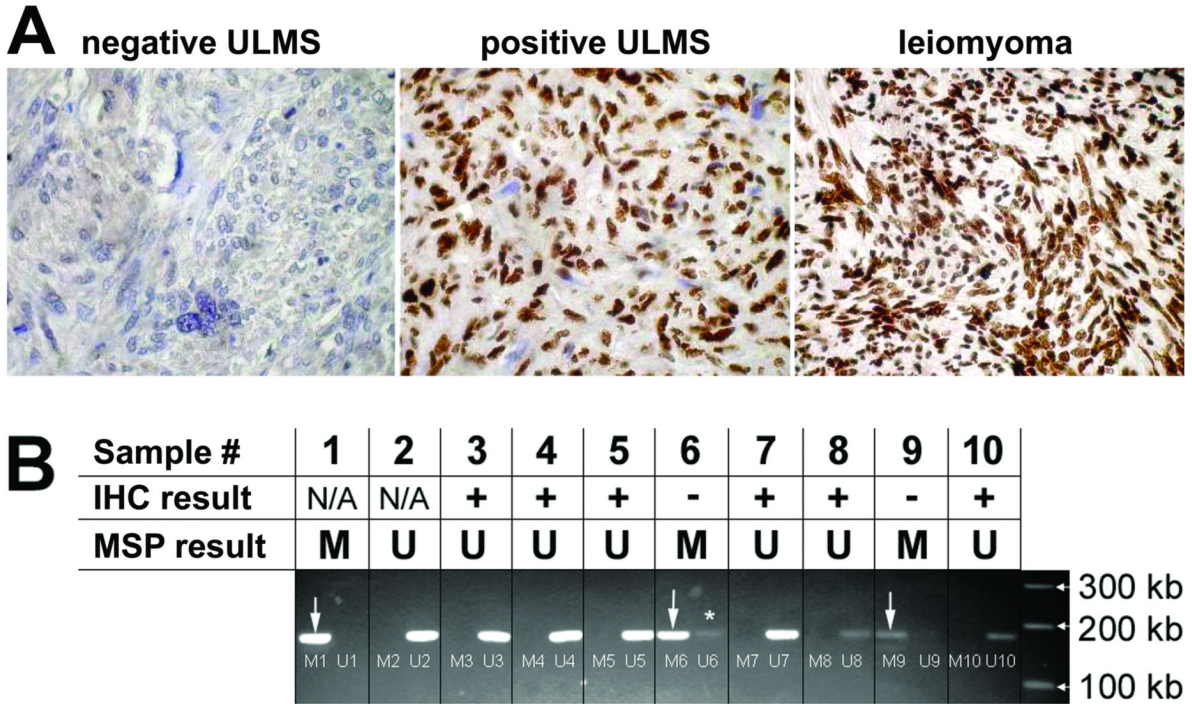 A negative ULMS positive ULMS leiomyoma
B Sample # 1 2 3 4 5 6 7 8 9 10
IHC result N/A N/A + + + - + + - +
MSP result M U U U U M U U M U
300 kb
* 200 kb
M1 U1 M2 U2 M3 U3 M4 U4 M5 U5 M6 U6 M7 U7 M8 U8 M9 U9 M10 U10
100 kb